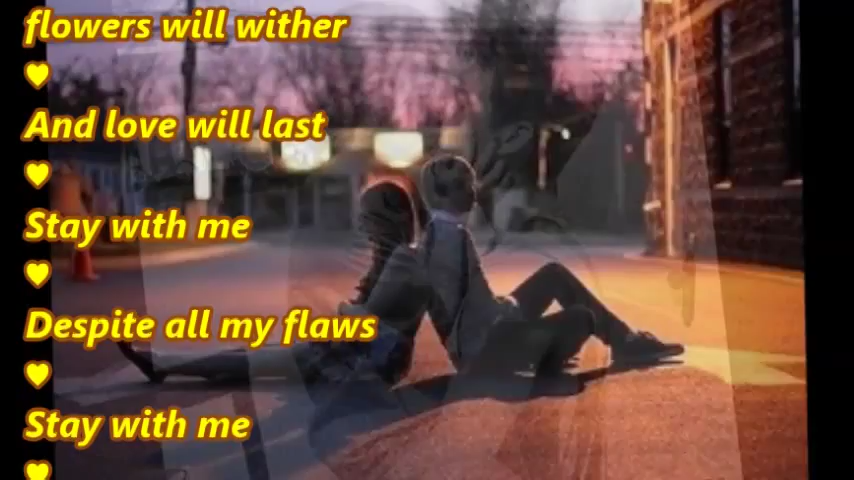 flowers will wither
♥
And love will last
♥
Stay with me
♥
Despite all my flaws
♥
Stay with me
♥